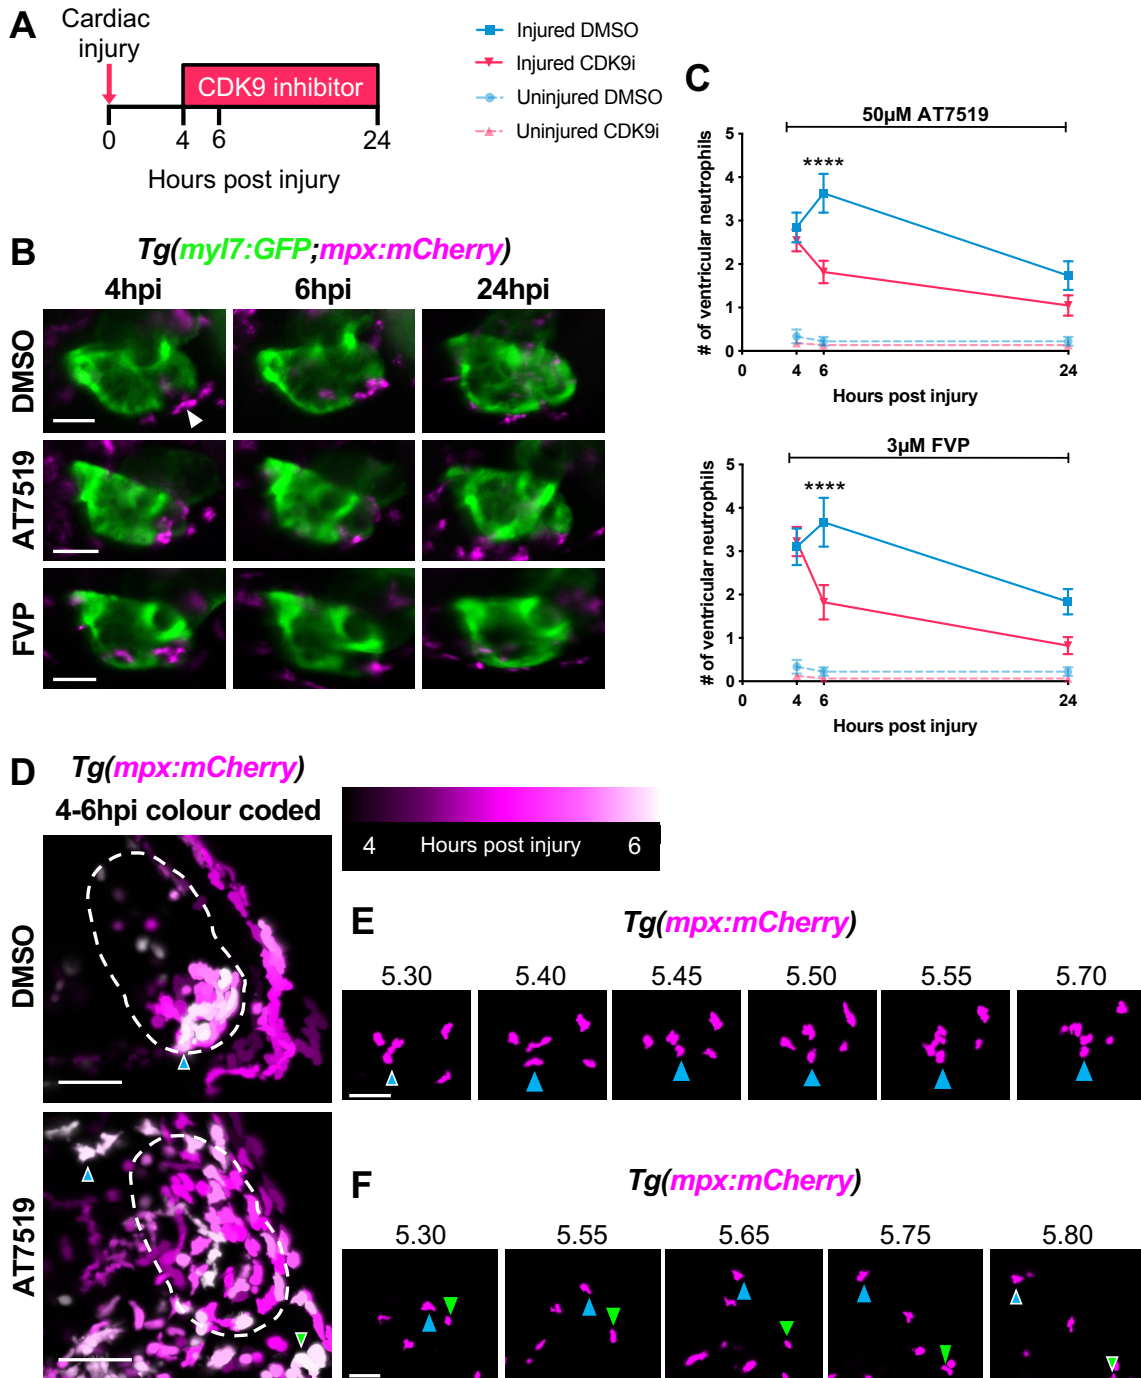 A
Cardiac
injury
CDK9 inhibitor
0 4 6 24
Hours post injury
Injured DMSO
Injured CDK9i
Uninjured DMSO
Uninjured CDK9i
B
Tg(myl7:GFP;mpx:mCherry)
4hpi 6hpi 24hpi
DMSO
AT7519
FVP
C
50µM AT7519
****
# of ventricular neutrophils
5
4
3
2
1
0
0 4 6 24
Hours post injury
3µM FVP
****
# of ventricular neutrophils
5
4
3
2
1
0
0 4 6 24
Hours post injury
D
Tg(mpx:mCherry)
4-6hpi colour coded
4 Hours post injury 6
DMSO
AT7519
E
Tg(mpx:mCherry)
5.30 5.40 5.45 5.50 5.55 5.70
F
Tg(mpx:mCherry)
5.30 5.55 5.65 5.75 5.80